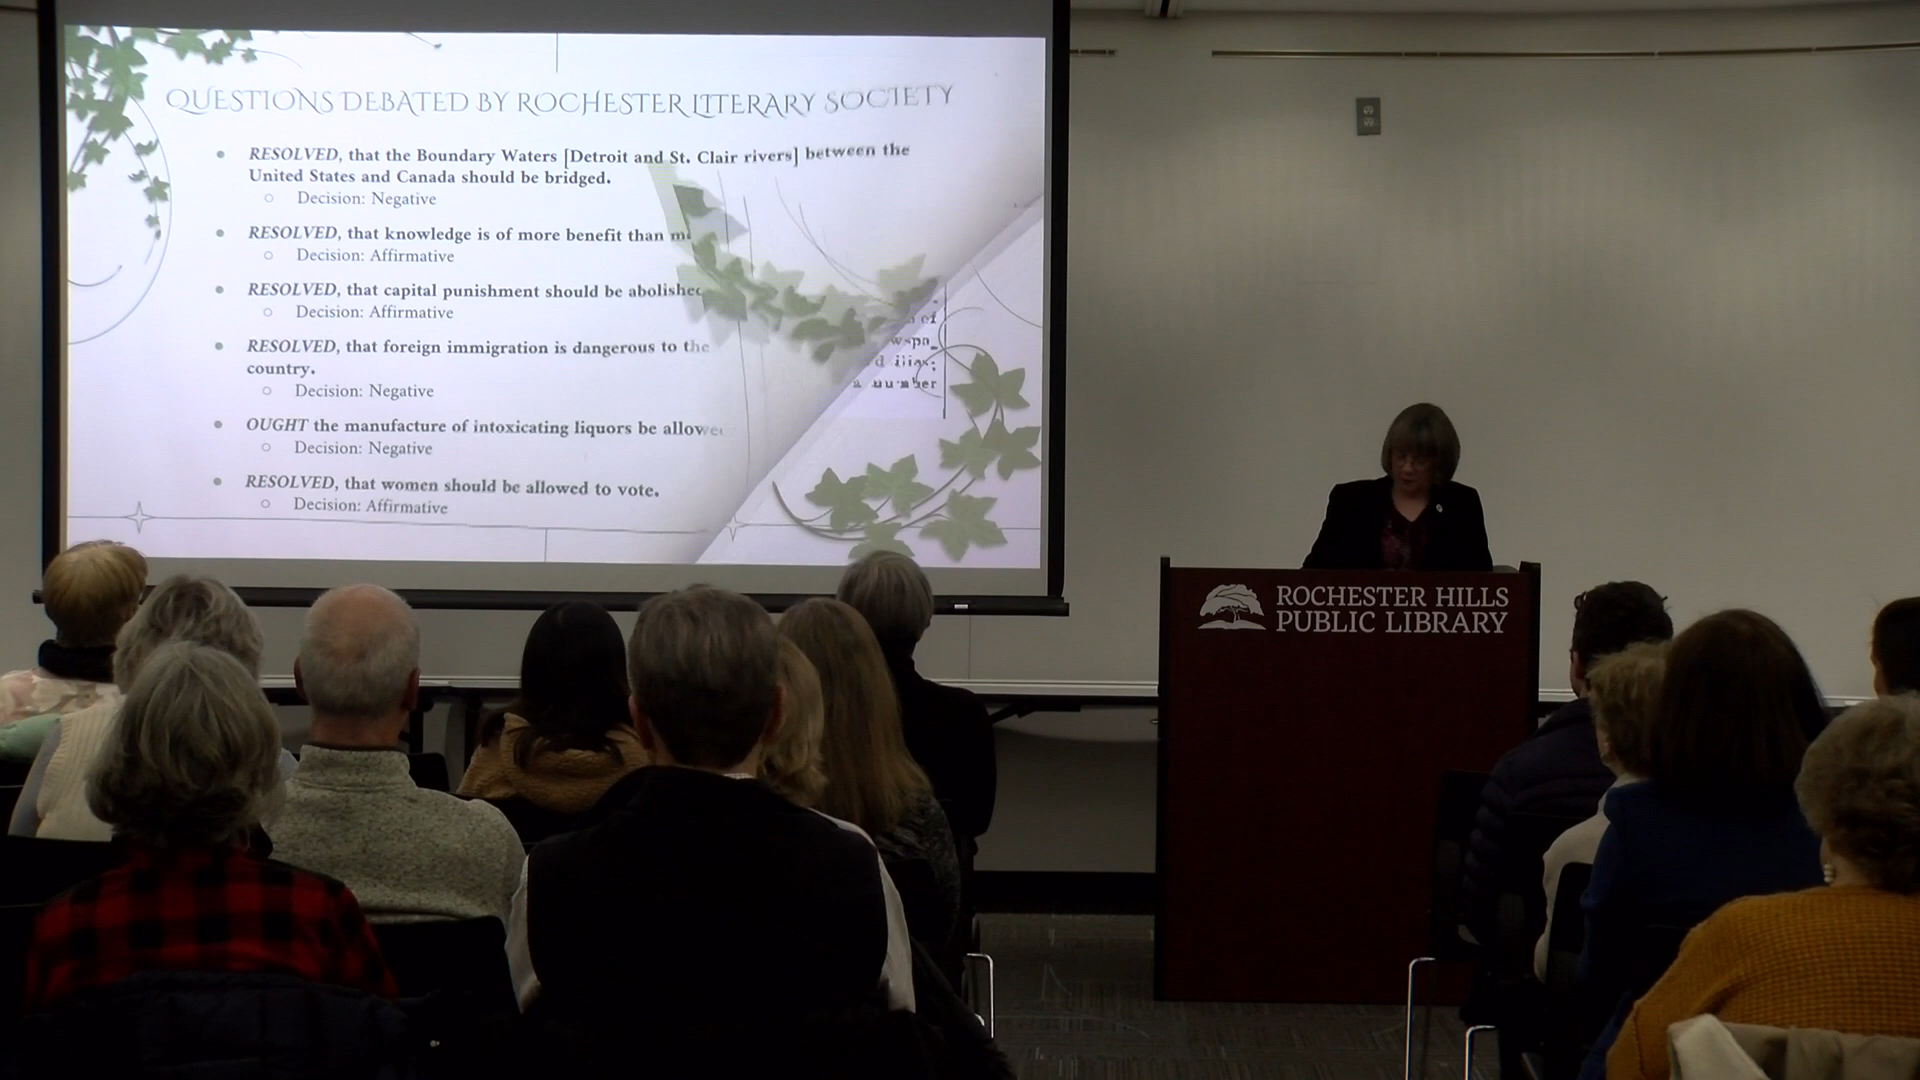 QUESTIONS DEBATED BY ROCHESTER LITERARY SOCIETY
• RESOLVED, that the Boundary Waters [Detroit and St. Clair rivers] between the
United States and Canada should be bridged.
○ Decision: Negative
• RESOLVED, that knowledge is of more benefit than
○ Decision: Affirmative
• RESOLVED, that capital punishment should be abolished
○ Decision: Affirmative
• RESOLVED, that foreign immigration is dangerous to the
country.
○ Decision: Negative
• OUGHT the manufacture of intoxicating liquors be allowed
○ Decision: Negative
• RESOLVED, that women should be allowed to vote.
○ Decision: Affirmative
of
number
ROCHESTER HILLS
PUBLIC LIBRARY